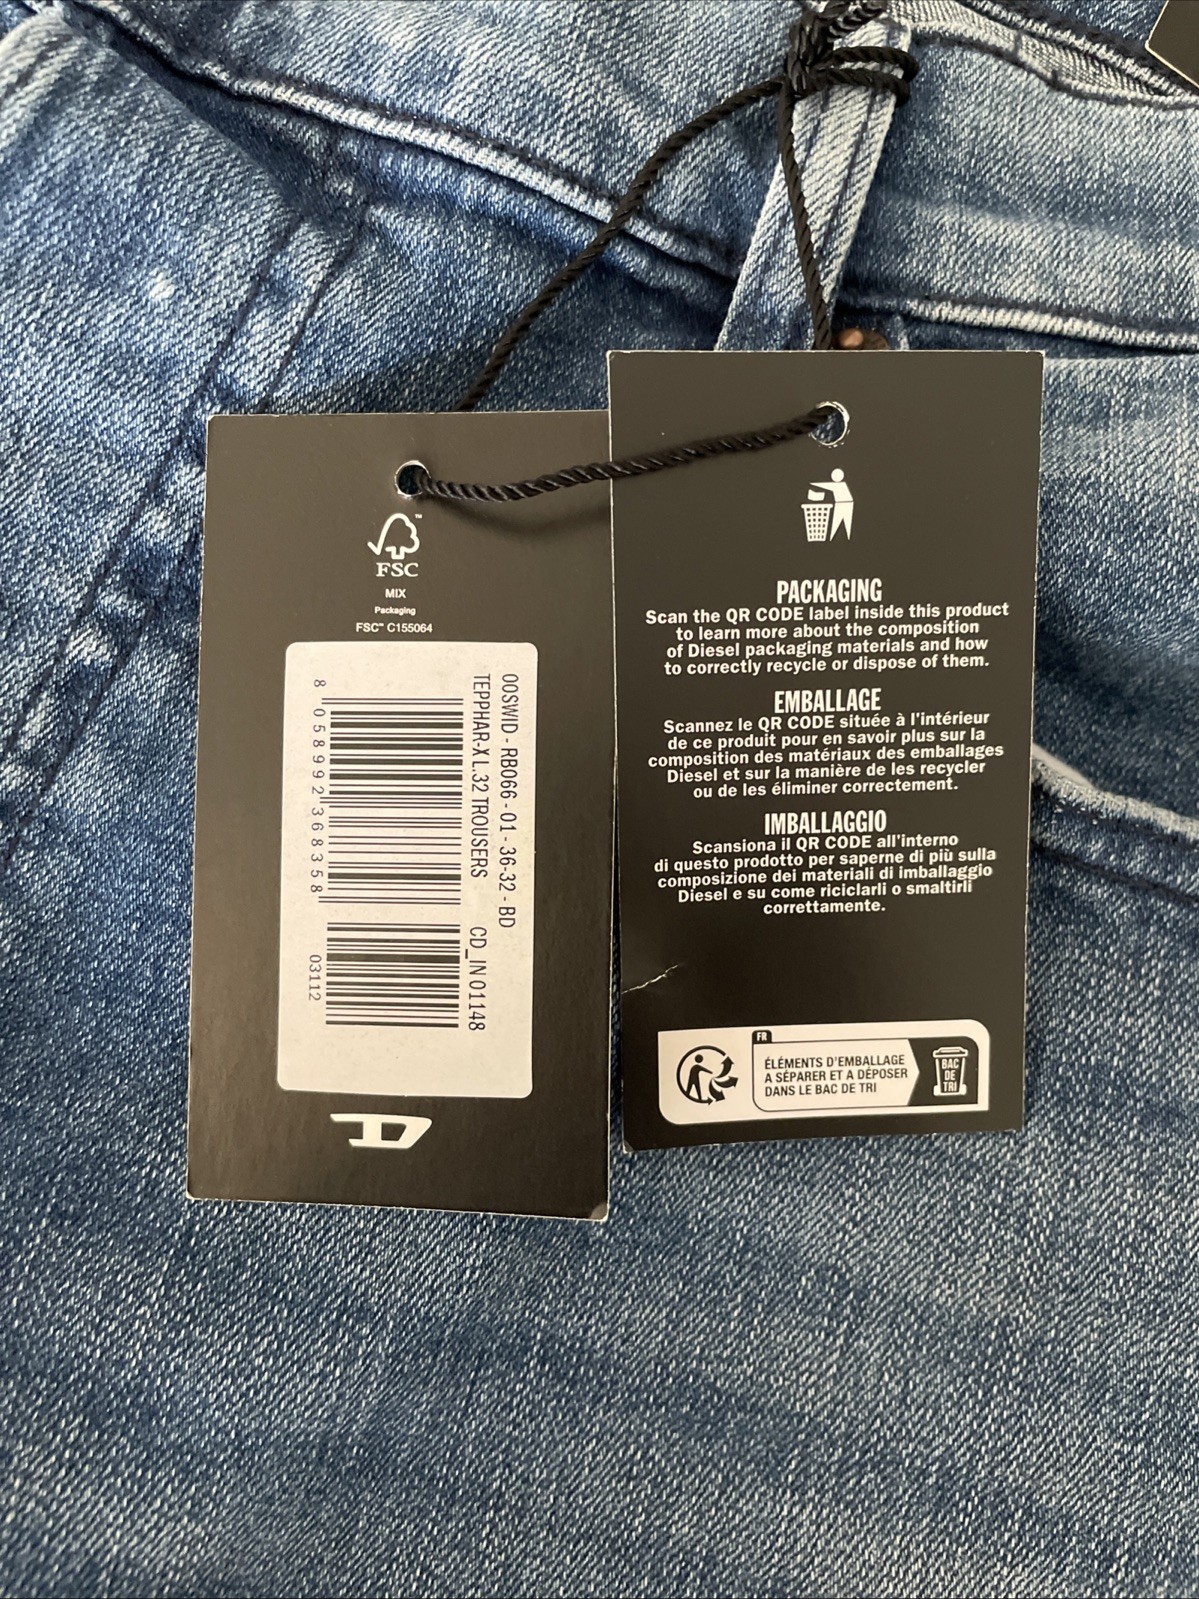 FSC™
MIX
Packaging
FSC™ C155064
00SWID - RB066 - 01 - 36-32 - BD
TEPPHAR-X L.32 TROUSERS CD_IN 01148
8 058992 368358
03112
D
PACKAGING
Scan the QR CODE label inside this product
to learn more about the composition
of Diesel packaging materials and how
to correctly recycle or dispose of them.
EMBALLAGE
Scannez le QR CODE située à l'intérieur
de ce produit pour en savoir plus sur la
composition des matériaux des emballages
Diesel et sur la manière de les recycler
ou de les éliminer correctement.
IMBALLAGGIO
Scansiona il QR CODE all'interno
di questo prodotto per saperne di più sulla
composizione dei materiali di imballaggio
Diesel e su come riciclarli o smaltirli
correttamente.
FR
ÉLÉMENTS D'EMBALLAGE
A SÉPARER ET A DÉPOSER
DANS LE BAC DE TRI
BAC
DE
TRI